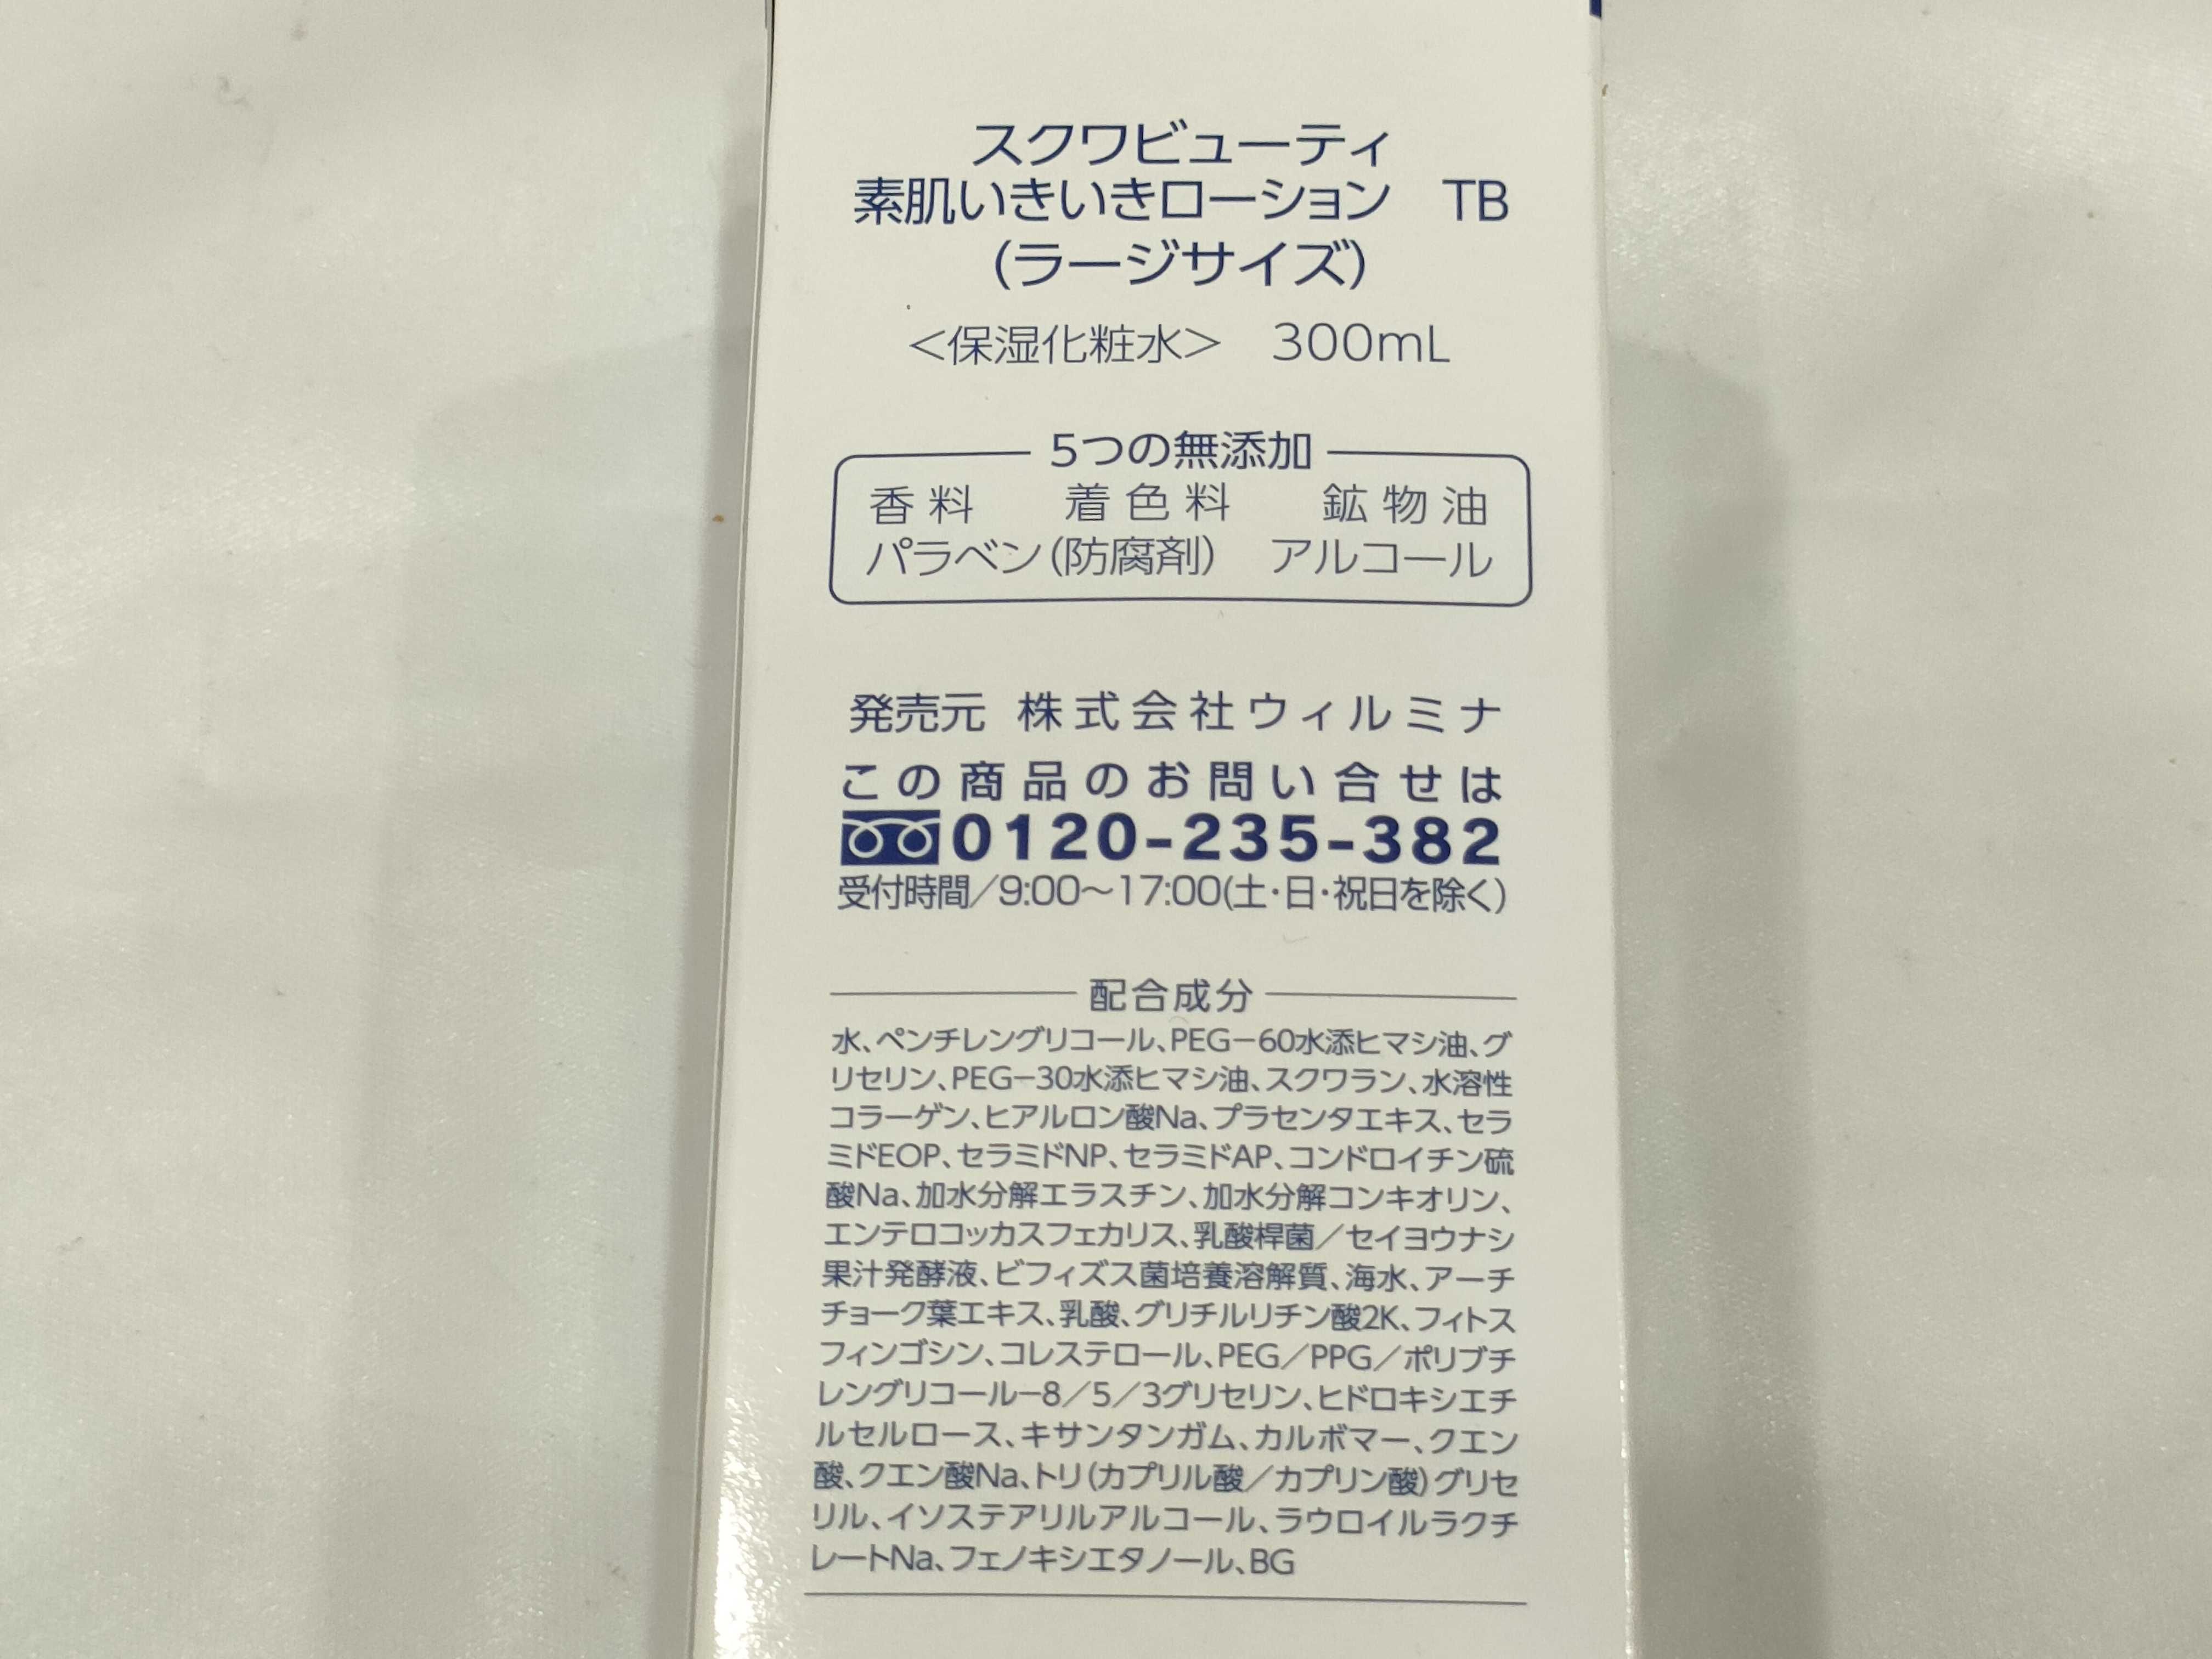 スクワビューティ
素肌いきいきローション　TB
(ラージサイズ)
＜保湿化粧水＞　300mL
5つの無添加
香料　着色料　鉱物油
パラベン(防腐剤)　アルコール
発売元 株式会社ウィルミナ
この商品のお問い合せは
0120-235-382
受付時間／9:00〜17:00(土・日・祝日を除く)
配合成分
水、ペンチレングリコール、PEG−60水添ヒマシ油、グ
リセリン、PEG−30水添ヒマシ油、スクワラン、水溶性
コラーゲン、ヒアルロン酸Na、プラセンタエキス、セラ
ミドEOP、セラミドNP、セラミドAP、コンドロイチン硫
酸Na、加水分解エラスチン、加水分解コンキオリン、
エンテロコッカスフェカリス、乳酸桿菌／セイヨウナシ
果汁発酵液、ビフィズス菌培養溶解質、海水、アーチ
チョーク葉エキス、乳酸、グリチルリチン酸2K、フィトス
フィンゴシン、コレステロール、PEG／PPG／ポリブチ
レングリコール−8／5／3グリセリン、ヒドロキシエチ
ルセルロース、キサンタンガム、カルボマー、クエン
酸、クエン酸Na、トリ(カプリル酸／カプリン酸)グリセ
リル、イソステアリルアルコール、ラウロイルラクチ
レートNa、フェノキシエタノール、BG